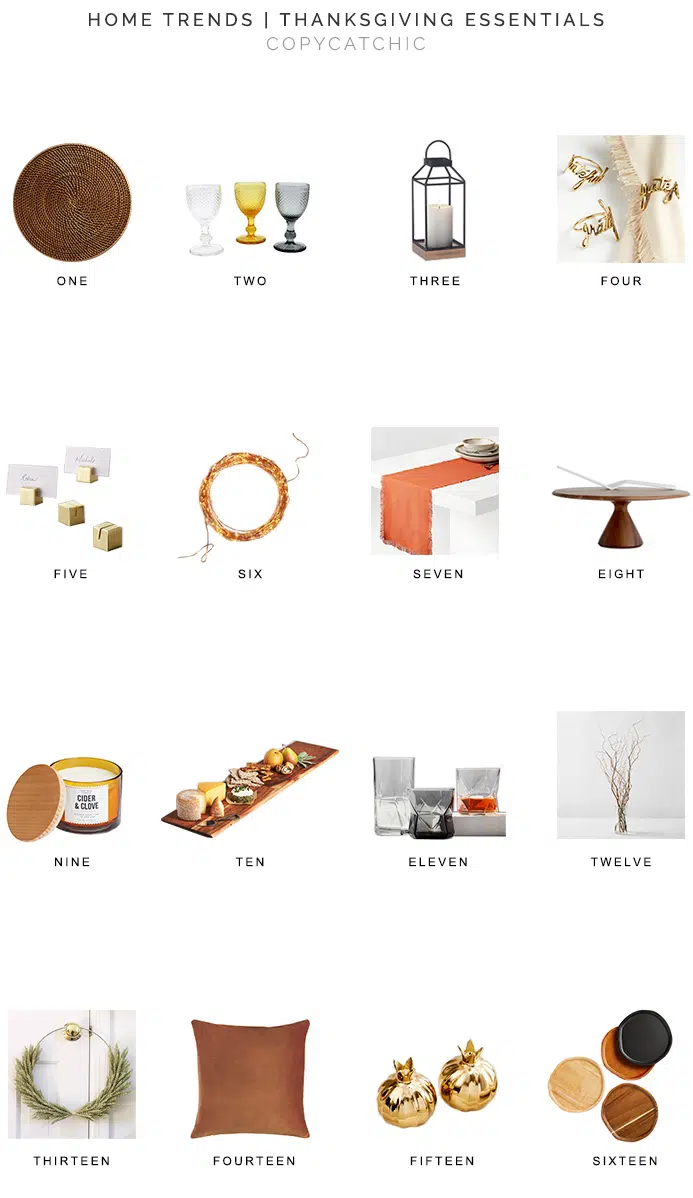 HOME TRENDS | THANKSGIVING ESSENTIALS
COPYCATCHIC
ONE
TWO
THREE
FOUR
FIVE
SIX
SEVEN
EIGHT
CIDER
& CLOVE
NINE
TEN
ELEVEN
TWELVE
THIRTEEN
FOURTEEN
FIFTEEN
SIXTEEN